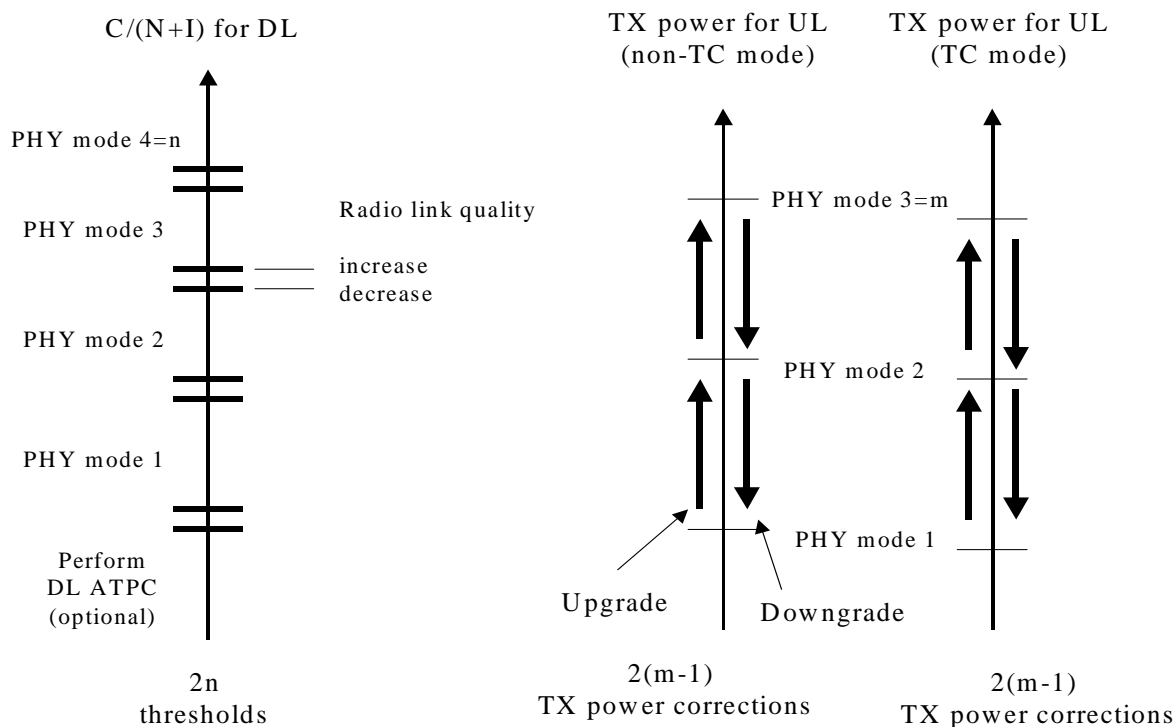 C/(N+I) for DL
TX power for UL
(non-TC mode)
TX power for UL
(TC mode)
PHY mode 4=n
PHY mode 3
Radio link quality
increase
decrease
PHY mode 2
PHY mode 1
Perform
DL ATPC
(optional)
2n
thresholds
PHY mode 3=m
PHY mode 2
PHY mode 1
Upgrade
Downgrade
2(m-1)
TX power corrections
2(m-1)
TX power corrections